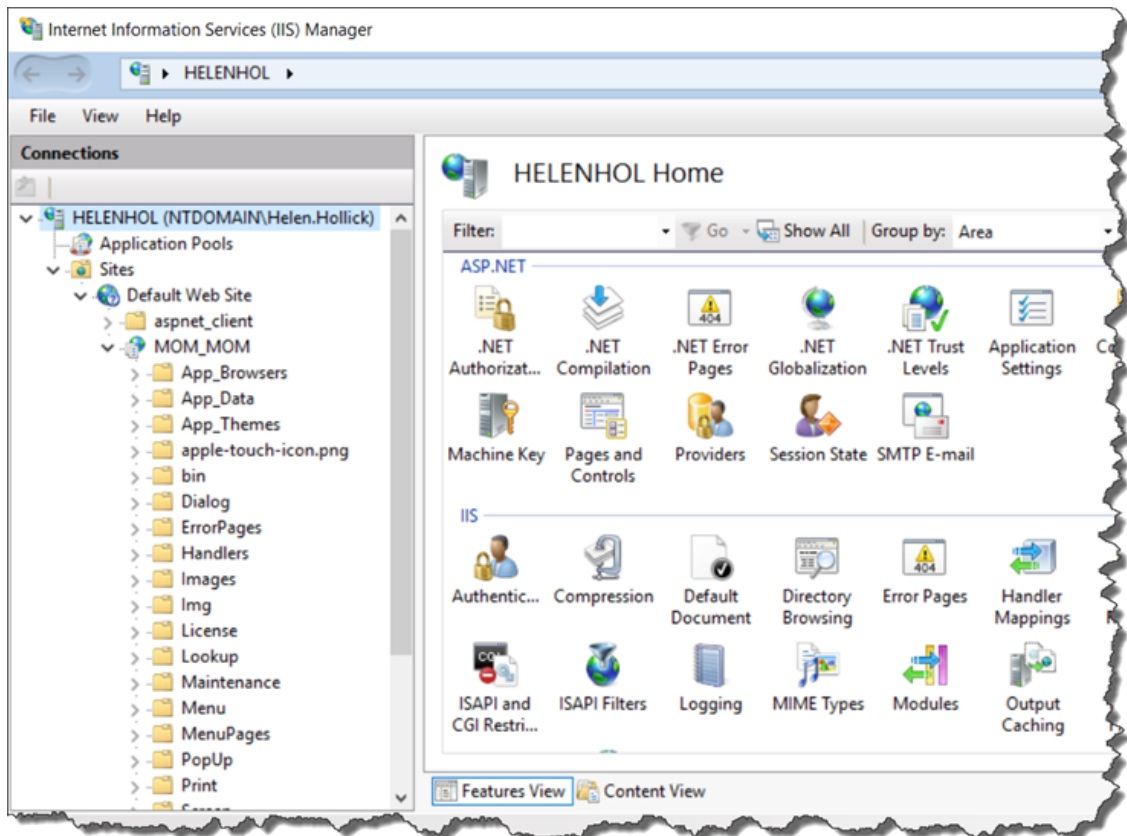 Internet Information Services (IIS) Manager
HELENHOL
File View Help
Connections
HELENHOL (NTDOMAIN\Helen.Hollick)
Application Pools
Sites
Default Web Site
aspnet_client
MOM_MOM
App_Browsers
App_Data
App_Themes
apple-touch-icon.png
bin
Dialog
ErrorPages
Handlers
Images
Img
License
Lookup
Maintenance
Menu
MenuPages
PopUp
Print
HELENHOL Home
Filter: Go Show All Group by: Area
ASP.NET
.NET .NET .NET Error .NET .NET Trust Application
Authorizat... Compilation Pages Globalization Levels Settings
Machine Key Pages and Providers Session State SMTP E-mail
Controls
IIS
Authentic... Compression Default Directory Error Pages Handler
Document Browsing Mappings
ISAPI and ISAPI Filters Logging MIME Types Modules Output
CGI Restri... Caching
Features View Content View